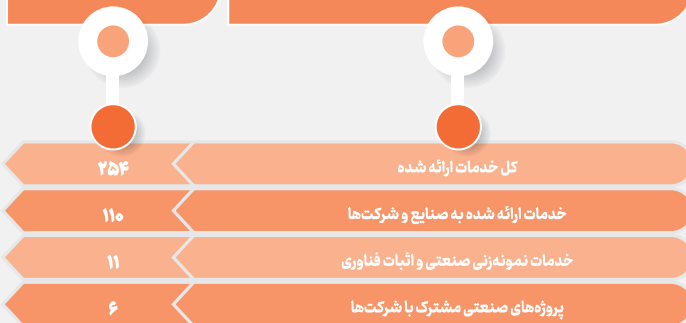 کل خدمات ارائه شده ۲۵۴
خدمات ارائه شده به صنایع و شرکت‌ها ۱۱۰
خدمات نمونه‌زنی صنعتی و اثبات فناوری ۱۱
پروژه‌های صنعتی مشترک با شرکت‌ها ۶